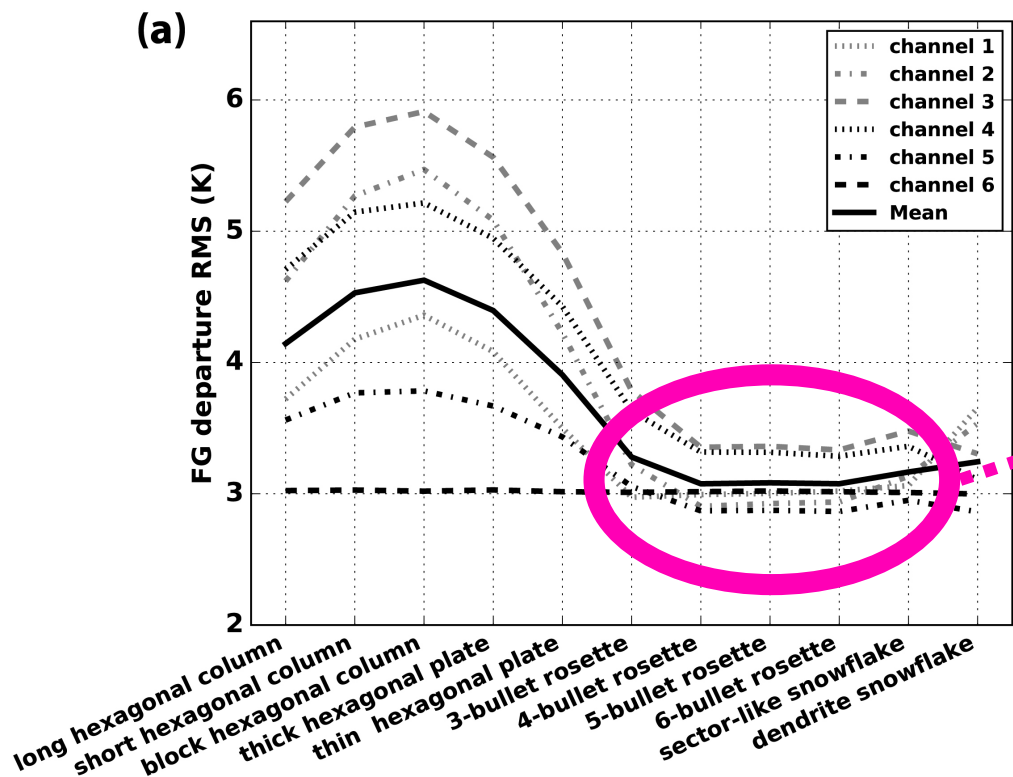 (a)
channel 1
channel 2
channel 3
channel 4
channel 5
channel 6
Mean
FG departure RMS (K)
6
5
4
3
2
long hexagonal column
short hexagonal column
block hexagonal column
thick hexagonal plate
thin hexagonal plate
3-bullet rosette
4-bullet rosette
5-bullet rosette
6-bullet rosette
sector-like snowflake
dendrite snowflake